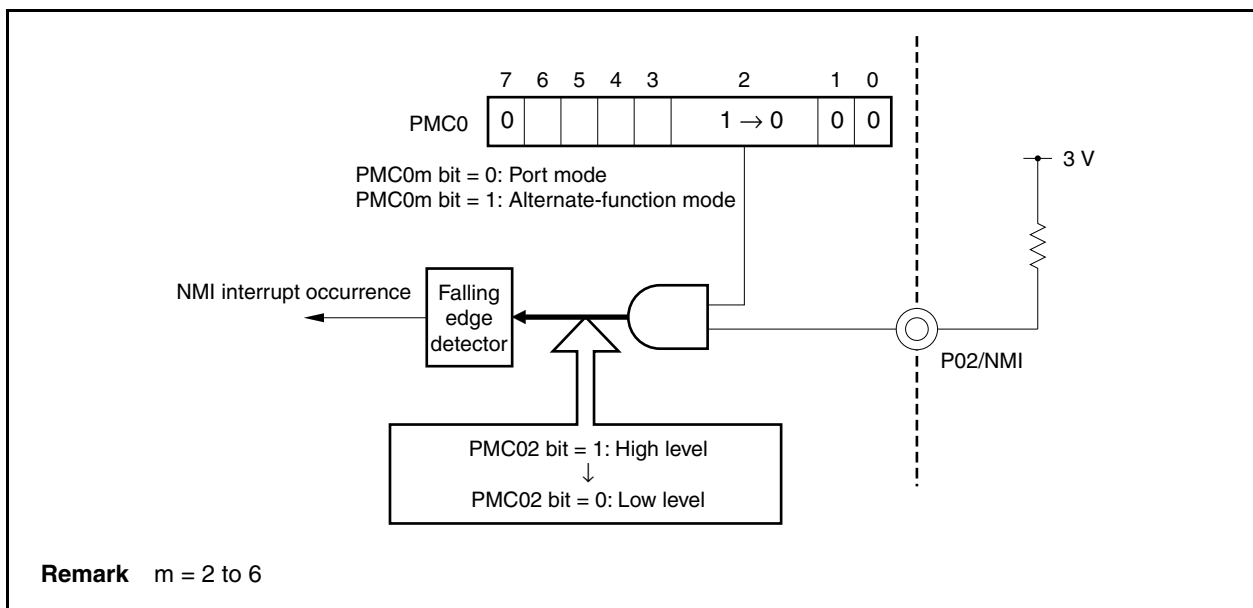 7 6 5 4 3 2 1 0
PMC0 0 1 → 0 0 0
PMC0m bit = 0: Port mode
PMC0m bit = 1: Alternate-function mode
3 V
NMI interrupt occurrence
Falling
edge
detector
P02/NMI
PMC02 bit = 1: High level
↓
PMC02 bit = 0: Low level
Remark m = 2 to 6